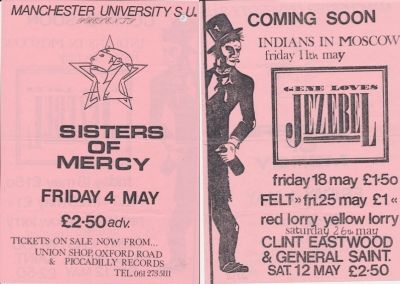 MANCHESTER UNIVERSITY S.U.
PRESENTS
SISTERS
OF
MERCY
FRIDAY 4 MAY
£2·50 adv.
TICKETS ON SALE NOW FROM...
UNION SHOP, OXFORD ROAD
& PICCADILLY RECORDS
TEL. 061 273 5111
COMING SOON
INDIANS IN MOSCOW
friday 11th may
GENE LOVES
JEZEBEL
friday 18 may £1·50
FELT» fri.25 may £1«
red lorry yellow lorry
saturday 26th may
CLINT EASTWOOD
& GENERAL SAINT.
SAT. 12 MAY £2·50